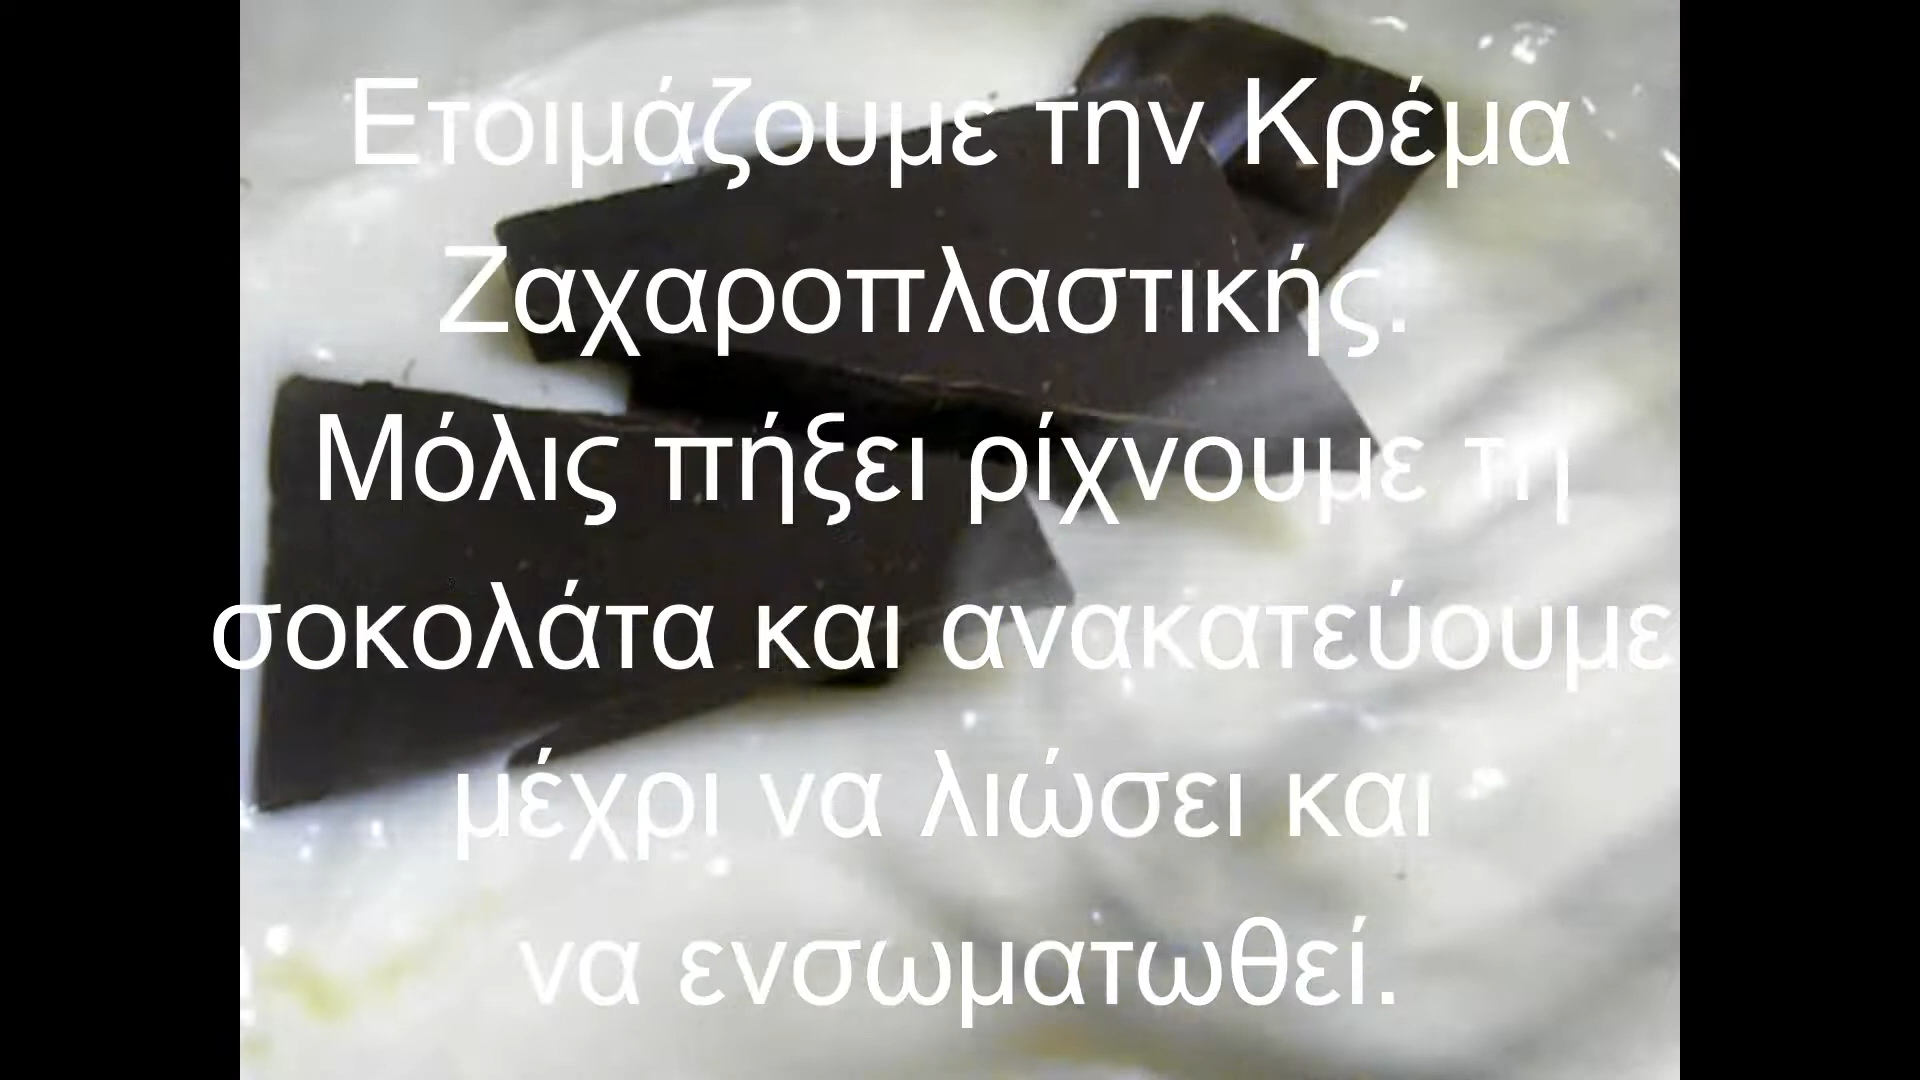 Ετοιμάζουμε την Κρέμα
Ζαχαροπλαστικής.
Μόλις πήξει ρίχνουμε τη
σοκολάτα και ανακατεύουμε
μέχρι να λιώσει και
να ενσωματωθεί.